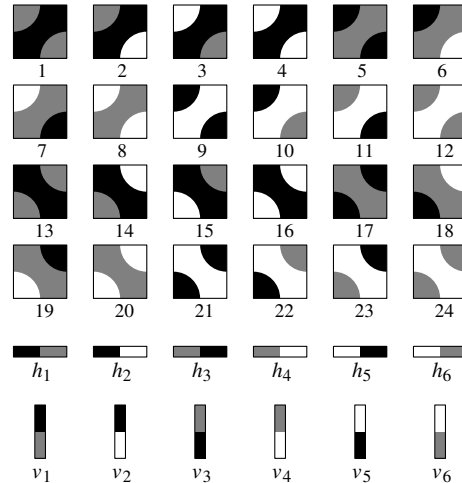 1 2 3 4 5 6
7 8 9 10 11 12
13 14 15 16 17 18
19 20 21 22 23 24
h₁ h₂ h₃ h₄ h₅ h₆
v₁ v₂ v₃ v₄ v₅ v₆